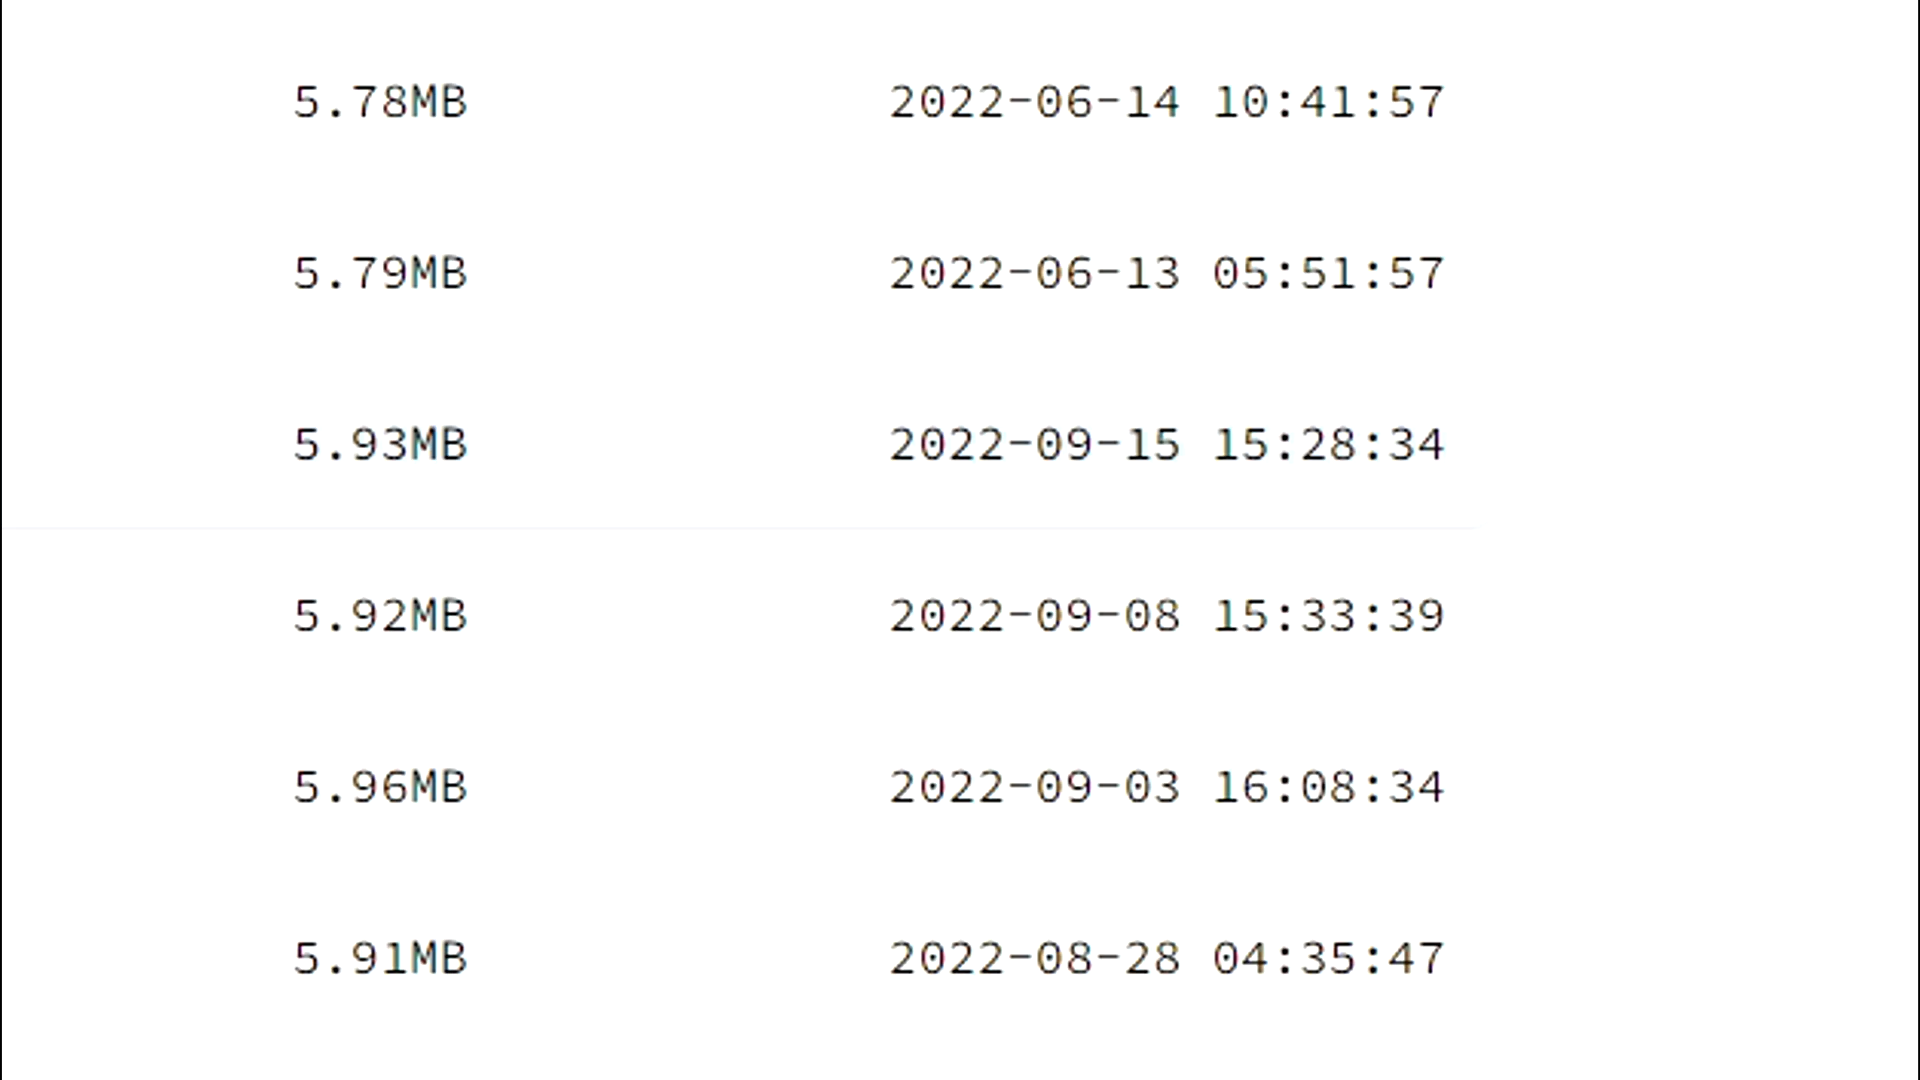 5.78MB 2022-06-14 10:41:57
5.79MB 2022-06-13 05:51:57
5.93MB 2022-09-15 15:28:34
5.92MB 2022-09-08 15:33:39
5.96MB 2022-09-03 16:08:34
5.91MB 2022-08-28 04:35:47